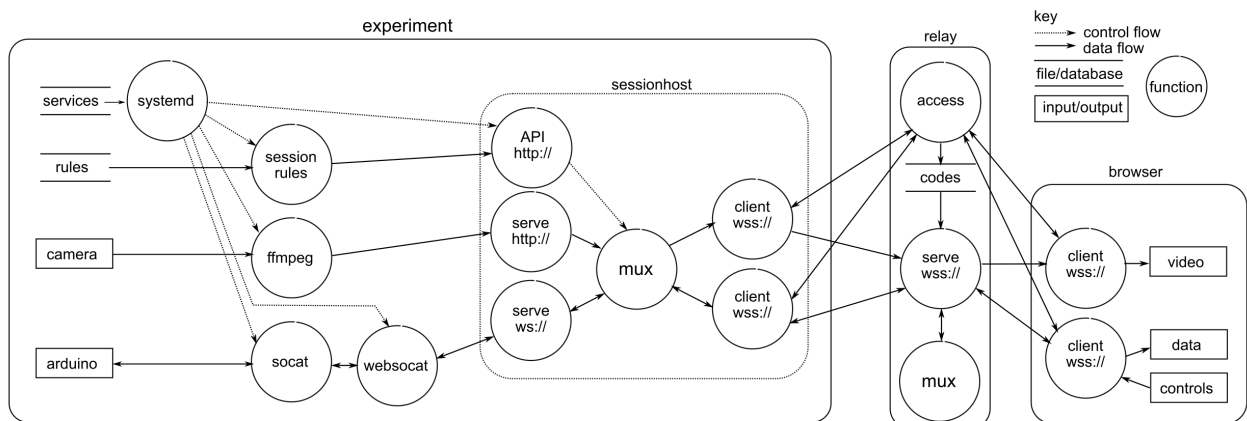 experiment
relay
key
control flow
data flow
file/database
input/output
function
services
systemd
rules
session
rules
camera
ffmpeg
arduino
socat
websocat
sessionhost
API
http://
serve
http://
serve
ws://
mux
client
wss://
client
wss://
access
codes
serve
wss://
mux
browser
client
wss://
video
client
wss://
data
controls